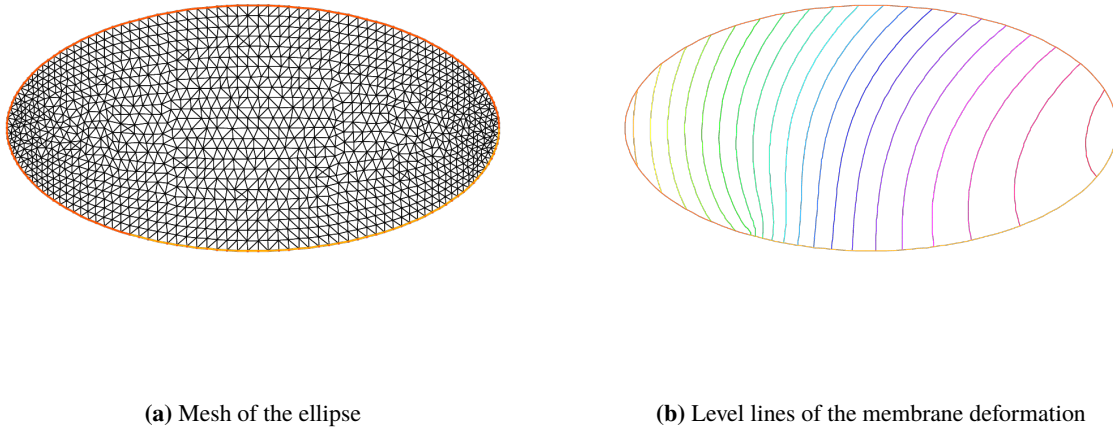 (a) Mesh of the ellipse
(b) Level lines of the membrane deformation